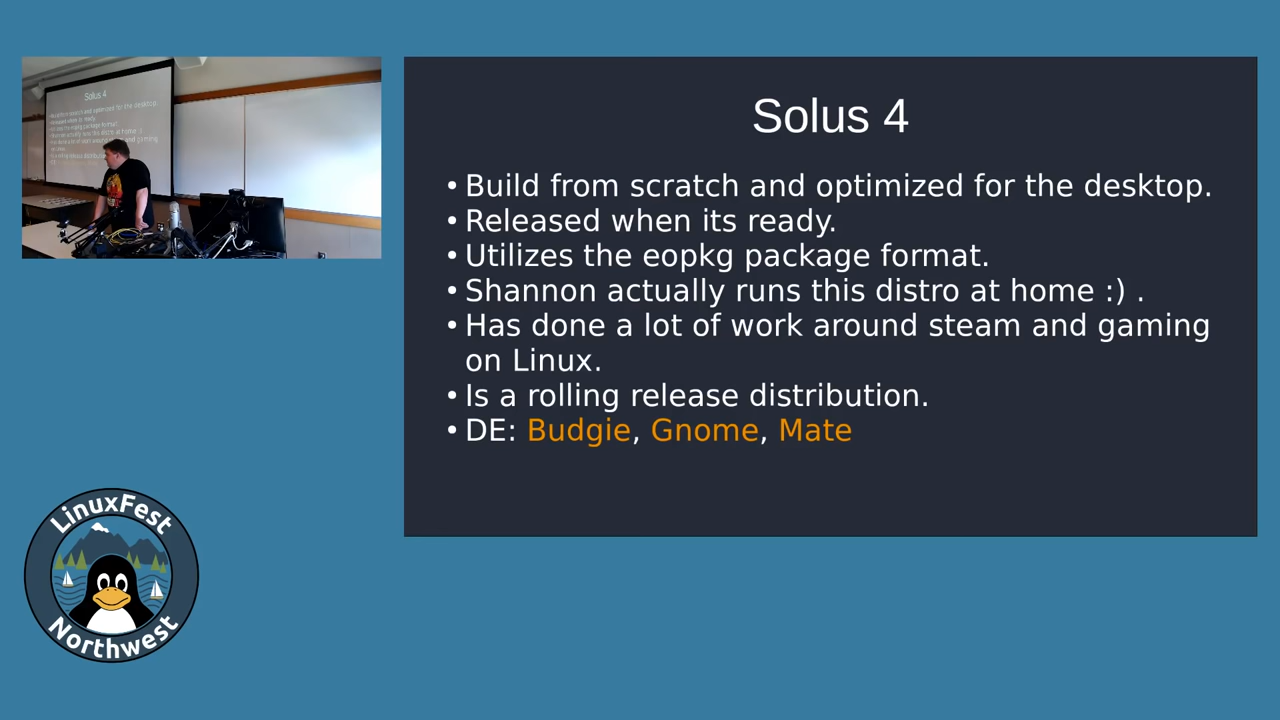 Solus 4
• Build from scratch and optimized for the desktop.
• Released when its ready.
• Utilizes the eopkg package format.
• Shannon actually runs this distro at home :) .
• Has done a lot of work around steam and gaming
on Linux.
• Is a rolling release distribution.
• DE: Budgie, Gnome, Mate
Solus 4
LinuxFest
Northwest